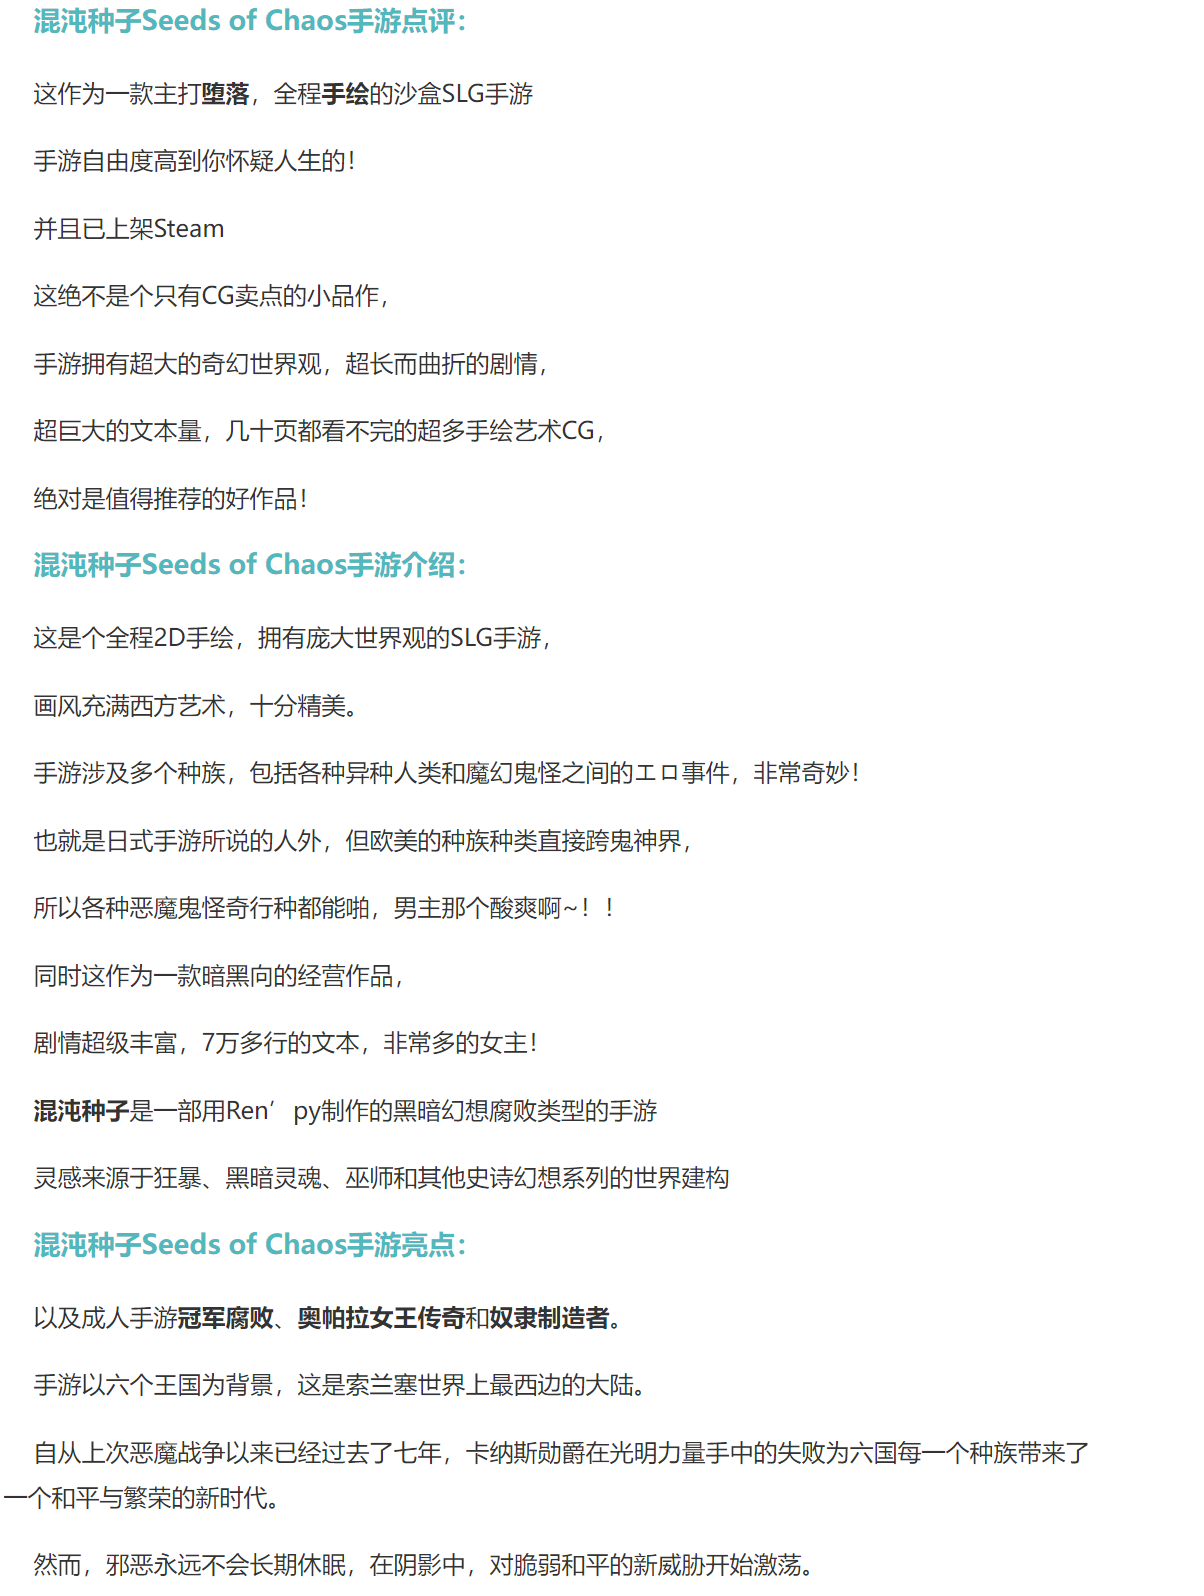 混沌种子Seeds of Chaos手游点评：
这作为一款主打堕落，全程手绘的沙盒SLG手游
手游自由度高到你怀疑人生的！
并且已上架Steam
这绝不是个只有CG卖点的小品作，
手游拥有超大的奇幻世界观，超长而曲折的剧情，
超巨大的文本量，几十页都看不完的超多手绘艺术CG，
绝对是值得推荐的好作品！
混沌种子Seeds of Chaos手游介绍：
这是个全程2D手绘，拥有庞大世界观的SLG手游，
画风充满西方艺术，十分精美。
手游涉及多个种族，包括各种异种人类和魔幻鬼怪之间的エロ事件，非常奇妙！
也就是日式手游所说的人外，但欧美的种族种类直接跨鬼神界，
所以各种恶魔鬼怪奇行种都能啪，男主那个酸爽啊~！！
同时这作为一款暗黑向的经营作品，
剧情超级丰富，7万多行的文本，非常多的女主！
混沌种子是一部用Ren’py制作的黑暗幻想腐败类型的手游
灵感来源于狂暴、黑暗灵魂、巫师和其他史诗幻想系列的世界建构
混沌种子Seeds of Chaos手游亮点：
以及成人手游冠军腐败、奥帕拉女王传奇和奴隶制造者。
手游以六个王国为背景，这是索兰塞世界上最西边的大陆。
自从上次恶魔战争以来已经过去了七年，卡纳斯勋爵在光明力量手中的失败为六国每一个种族带来了
一个和平与繁荣的新时代。
然而，邪恶永远不会长期休眠，在阴影中，对脆弱和平的新威胁开始激荡。